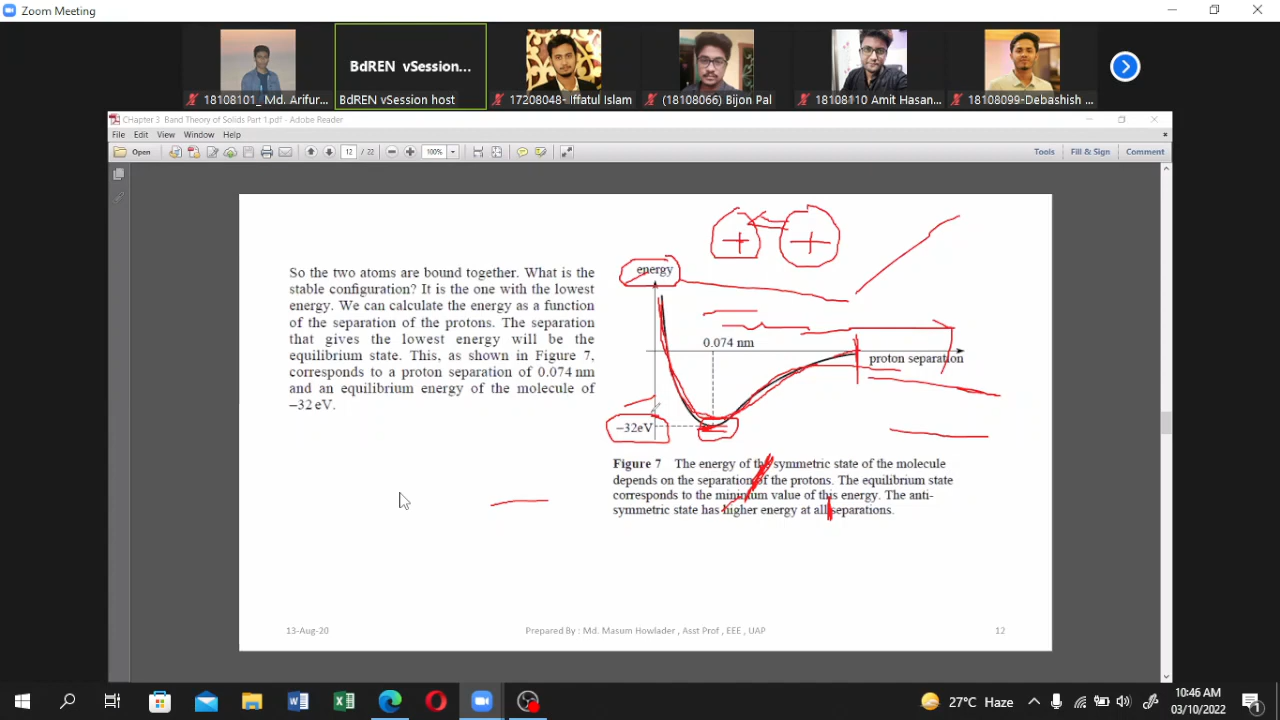 Zoom Meeting
BdREN vSession...
18108101_ Md. Arifur...
BdREN vSession host
17208048- Iffatul Islam
(18108066) Bijon Pal
18108110 Amit Hasan...
18108099-Debashish ...
Chapter 3 Band Theory of Solids Part 1.pdf - Adobe Reader
File Edit View Window Help
Open
12 / 22
100%
Tools Fill & Sign Comment
So the two atoms are bound together. What is the
stable configuration? It is the one with the lowest
energy. We can calculate the energy as a function
of the separation of the protons. The separation
that gives the lowest energy will be the
equilibrium state. This, as shown in Figure 7,
corresponds to a proton separation of 0.074 nm
and an equilibrium energy of the molecule of
−32 eV.
+ +
energy
0.074 nm
proton separation
−32eV
Figure 7 The energy of the symmetric state of the molecule
depends on the separation of the protons. The equilibrium state
corresponds to the minimum value of this energy. The anti-
symmetric state has higher energy at all separations.
13-Aug-20
Prepared By : Md. Masum Howlader , Asst Prof , EEE , UAP
12
27°C Haze
10:46 AM
03/10/2022
1